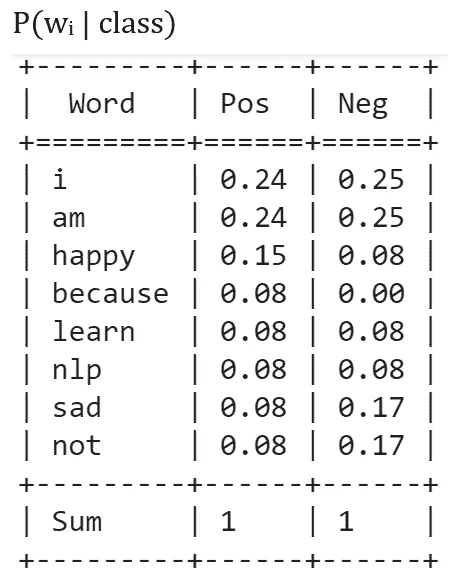 P(wᵢ | class)
+---------+------+------+
|  Word   | Pos  | Neg  |
+=========+======+======+
| i       | 0.24 | 0.25 |
| am      | 0.24 | 0.25 |
| happy   | 0.15 | 0.08 |
| because | 0.08 | 0.00 |
| learn   | 0.08 | 0.08 |
| nlp     | 0.08 | 0.08 |
| sad     | 0.08 | 0.17 |
| not     | 0.08 | 0.17 |
+---------+------+------+
| Sum     | 1    | 1    |
+---------+------+------+